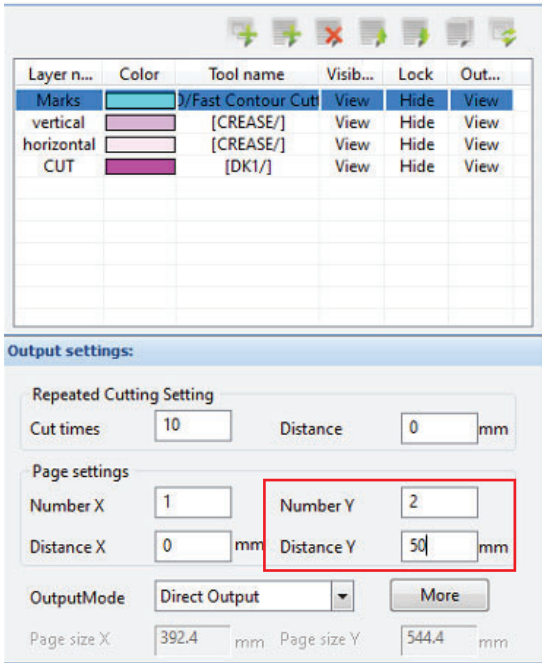 Layer n... Color Tool name Visib... Lock Out...
Marks )/Fast Contour Cutt View Hide View
vertical [CREASE/] View Hide View
horizontal [CREASE/] View Hide View
CUT [DK1/] View Hide View
Output settings:
Repeated Cutting Setting
Cut times 10 Distance 0 mm
Page settings
Number X 1 Number Y 2
Distance X 0 mm Distance Y 50 mm
OutputMode Direct Output More
Page size X 392.4 mm Page size Y 544.4 mm